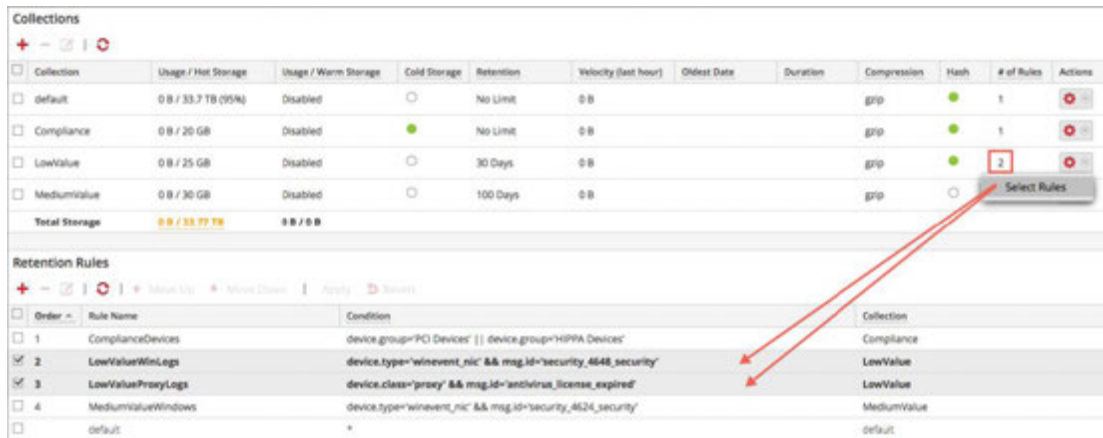 Collections
Collection Usage / Hot Storage Usage / Warm Storage Cold Storage Retention Velocity (last hour) Oldest Date Duration Compression Hash # of Rules Actions
default 0 B / 33.7 TB (95%) Disabled No Limit 0 B gzip 1
Compliance 0 B / 20 GB Disabled No Limit 0 B gzip 1
LowValue 0 B / 25 GB Disabled 30 Days 0 B gzip 2
Select Rules
MediumValue 0 B / 30 GB Disabled 100 Days 0 B gzip
Total Storage 0 B / 33.77 TB 0 B / 0 B
Retention Rules
Move Up Move Down Apply Revert
Order Rule Name Condition Collection
1 ComplianceDevices device.group='PCI Devices' || device.group='HIPPA Devices' Compliance
2 LowValueWinLogs device.type='winevent_nic' && msg.id='security_4648_security' LowValue
3 LowValueProxyLogs device.class='proxy' && msg.id='antivirus_license_expired' LowValue
4 MediumValueWindows device.type='winevent_nic' && msg.id='security_4624_security' MediumValue
default * default